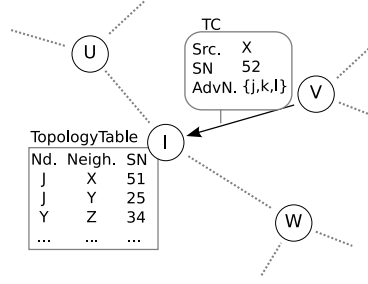 TC
Src. X
SN 52
AdvN. {j,k,l}
U
V
I
TopologyTable
Nd. Neigh. SN
J X 51
J Y 25
Y Z 34
... ... ...
W